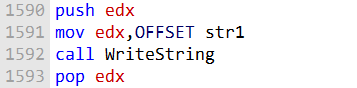 1590 push edx
1591 mov edx,OFFSET str1
1592 call WriteString
1593 pop edx